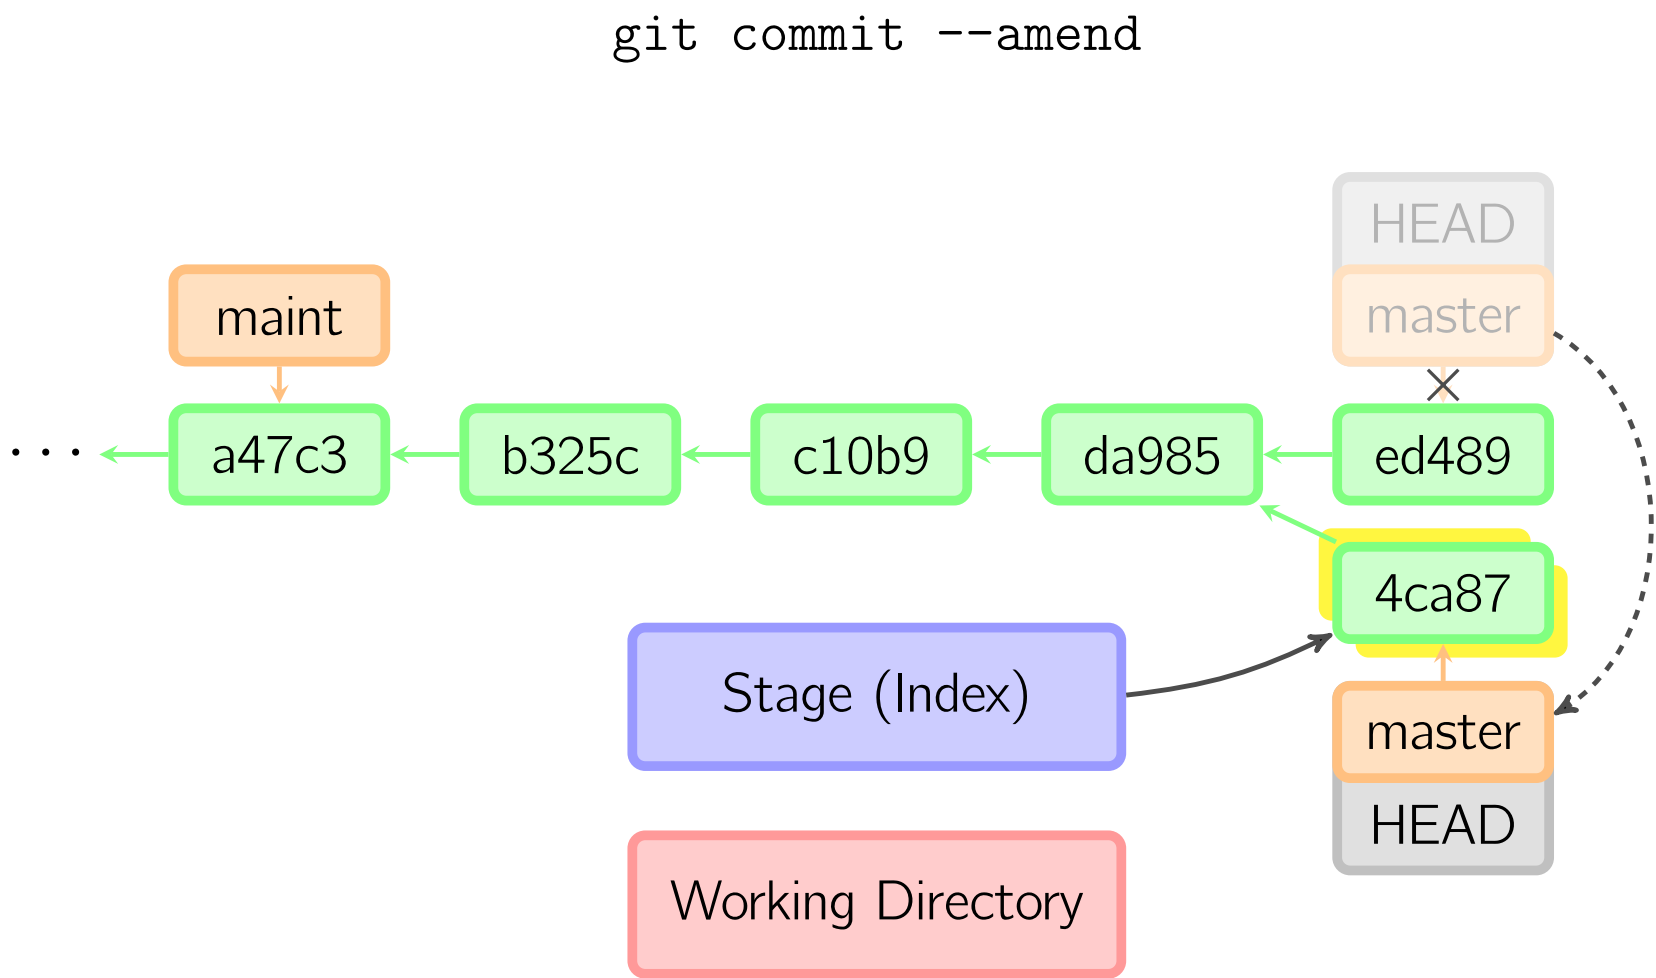 git commit --amend
HEAD
maint
master
... a47c3 b325c c10b9 da985 ed489
4ca87
Stage (Index)
master
HEAD
Working Directory